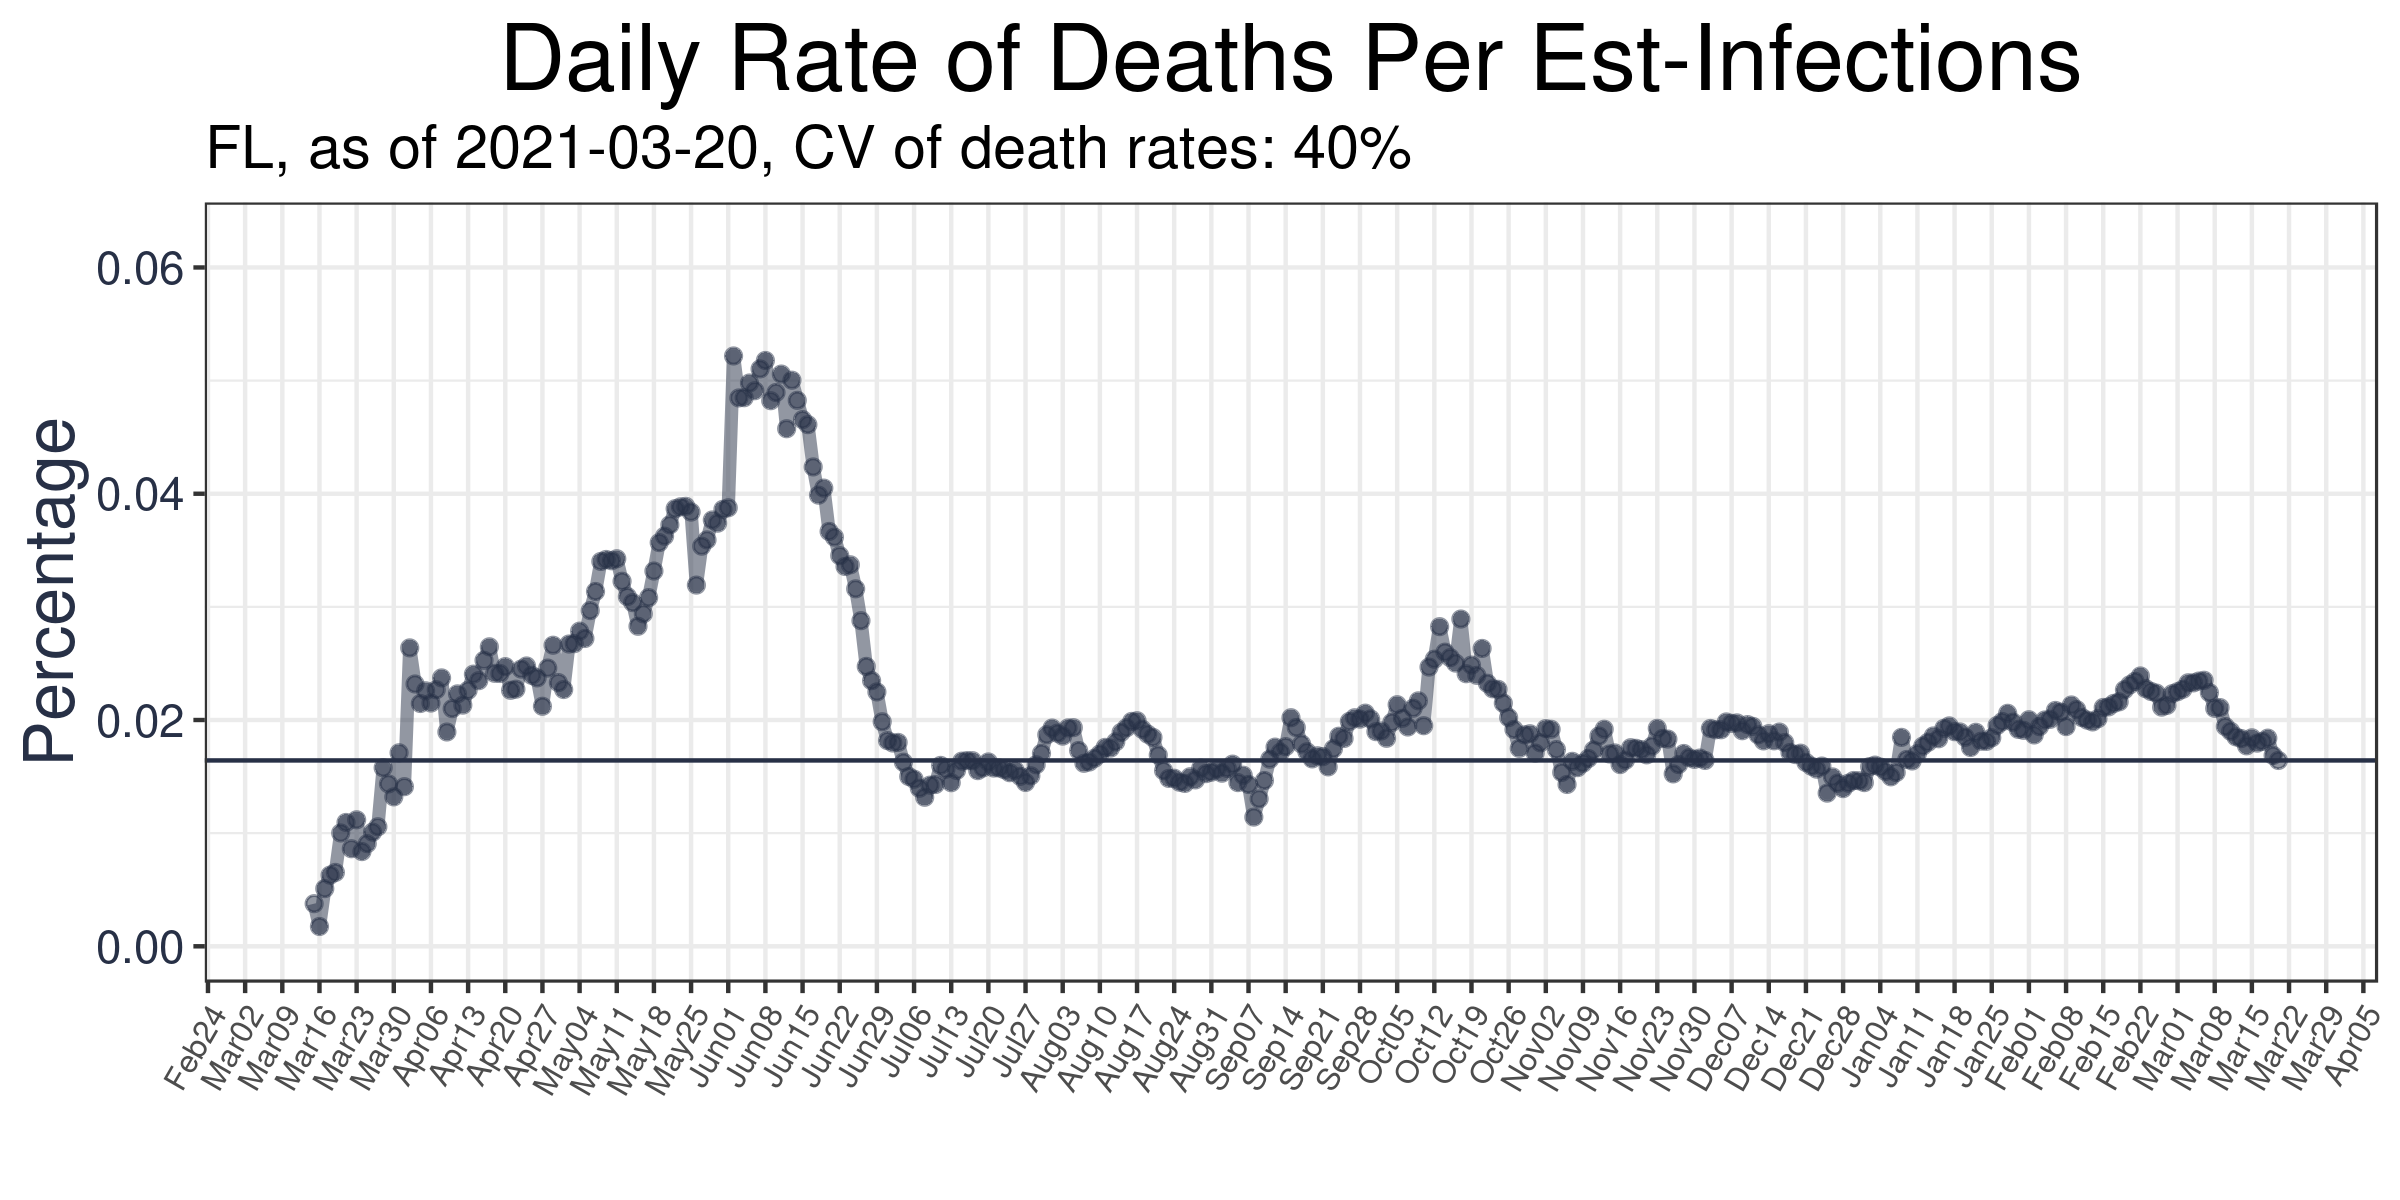 Daily Rate of Deaths Per Est-Infections
FL, as of 2021-03-20, CV of death rates: 40%
Percentage
0.06
0.04
0.02
0.00
Feb24
Mar02
Mar09
Mar16
Mar23
Mar30
Apr06
Apr13
Apr20
Apr27
May04
May11
May18
May25
Jun01
Jun08
Jun15
Jun22
Jun29
Jul06
Jul13
Jul20
Jul27
Aug03
Aug10
Aug17
Aug24
Aug31
Sep07
Sep14
Sep21
Sep28
Oct05
Oct12
Oct19
Oct26
Nov02
Nov09
Nov16
Nov23
Nov30
Dec07
Dec14
Dec21
Dec28
Jan04
Jan11
Jan18
Jan25
Feb01
Feb08
Feb15
Feb22
Mar01
Mar08
Mar15
Mar22
Mar29
Apr05